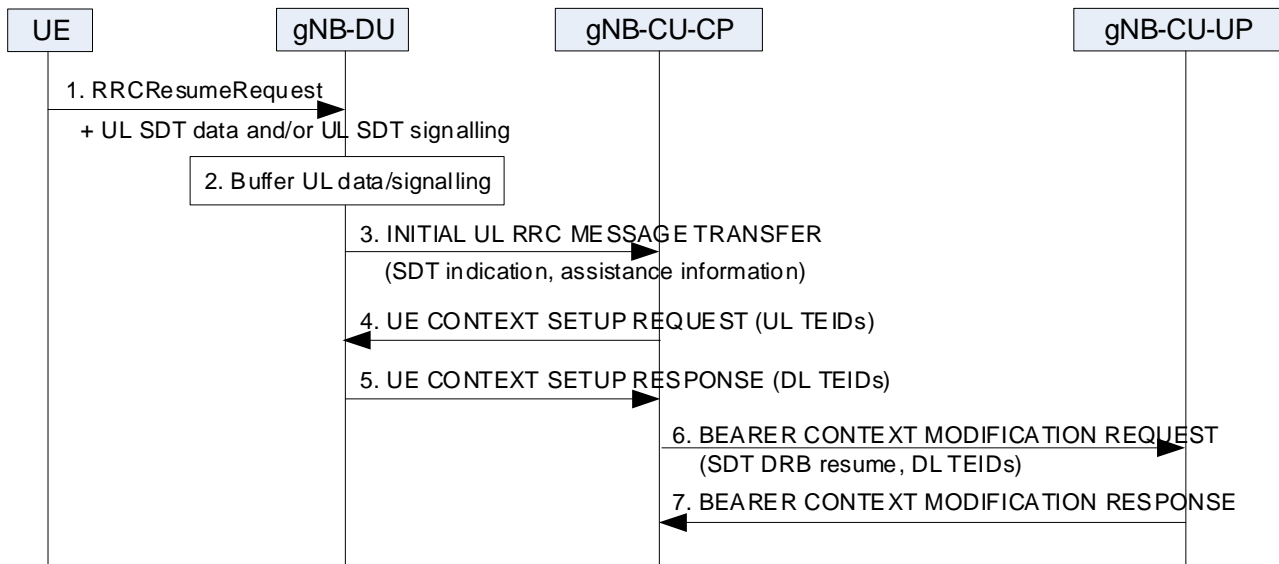 UE
gNB-DU
gNB-CU-CP
gNB-CU-UP
1. RRCResumeRequest
+ UL SDT data and/or UL SDT signalling
2. Buffer UL data/signalling
3. INITIAL UL RRC MESSAGE TRANSFER
(SDT indication, assistance information)
4. UE CONTEXT SETUP REQUEST (UL TEIDs)
5. UE CONTEXT SETUP RESPONSE (DL TEIDs)
6. BEARER CONTEXT MODIFICATION REQUEST
(SDT DRB resume, DL TEIDs)
7. BEARER CONTEXT MODIFICATION RESPONSE